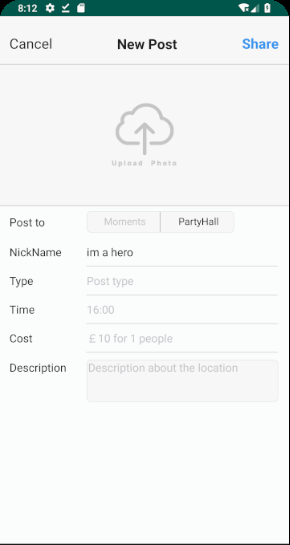 8:12
Cancel New Post Share
Upload Photo
Post to Moments PartyHall
NickName im a hero
Type Post type
Time 16:00
Cost £10 for 1 people
Description Description about the location